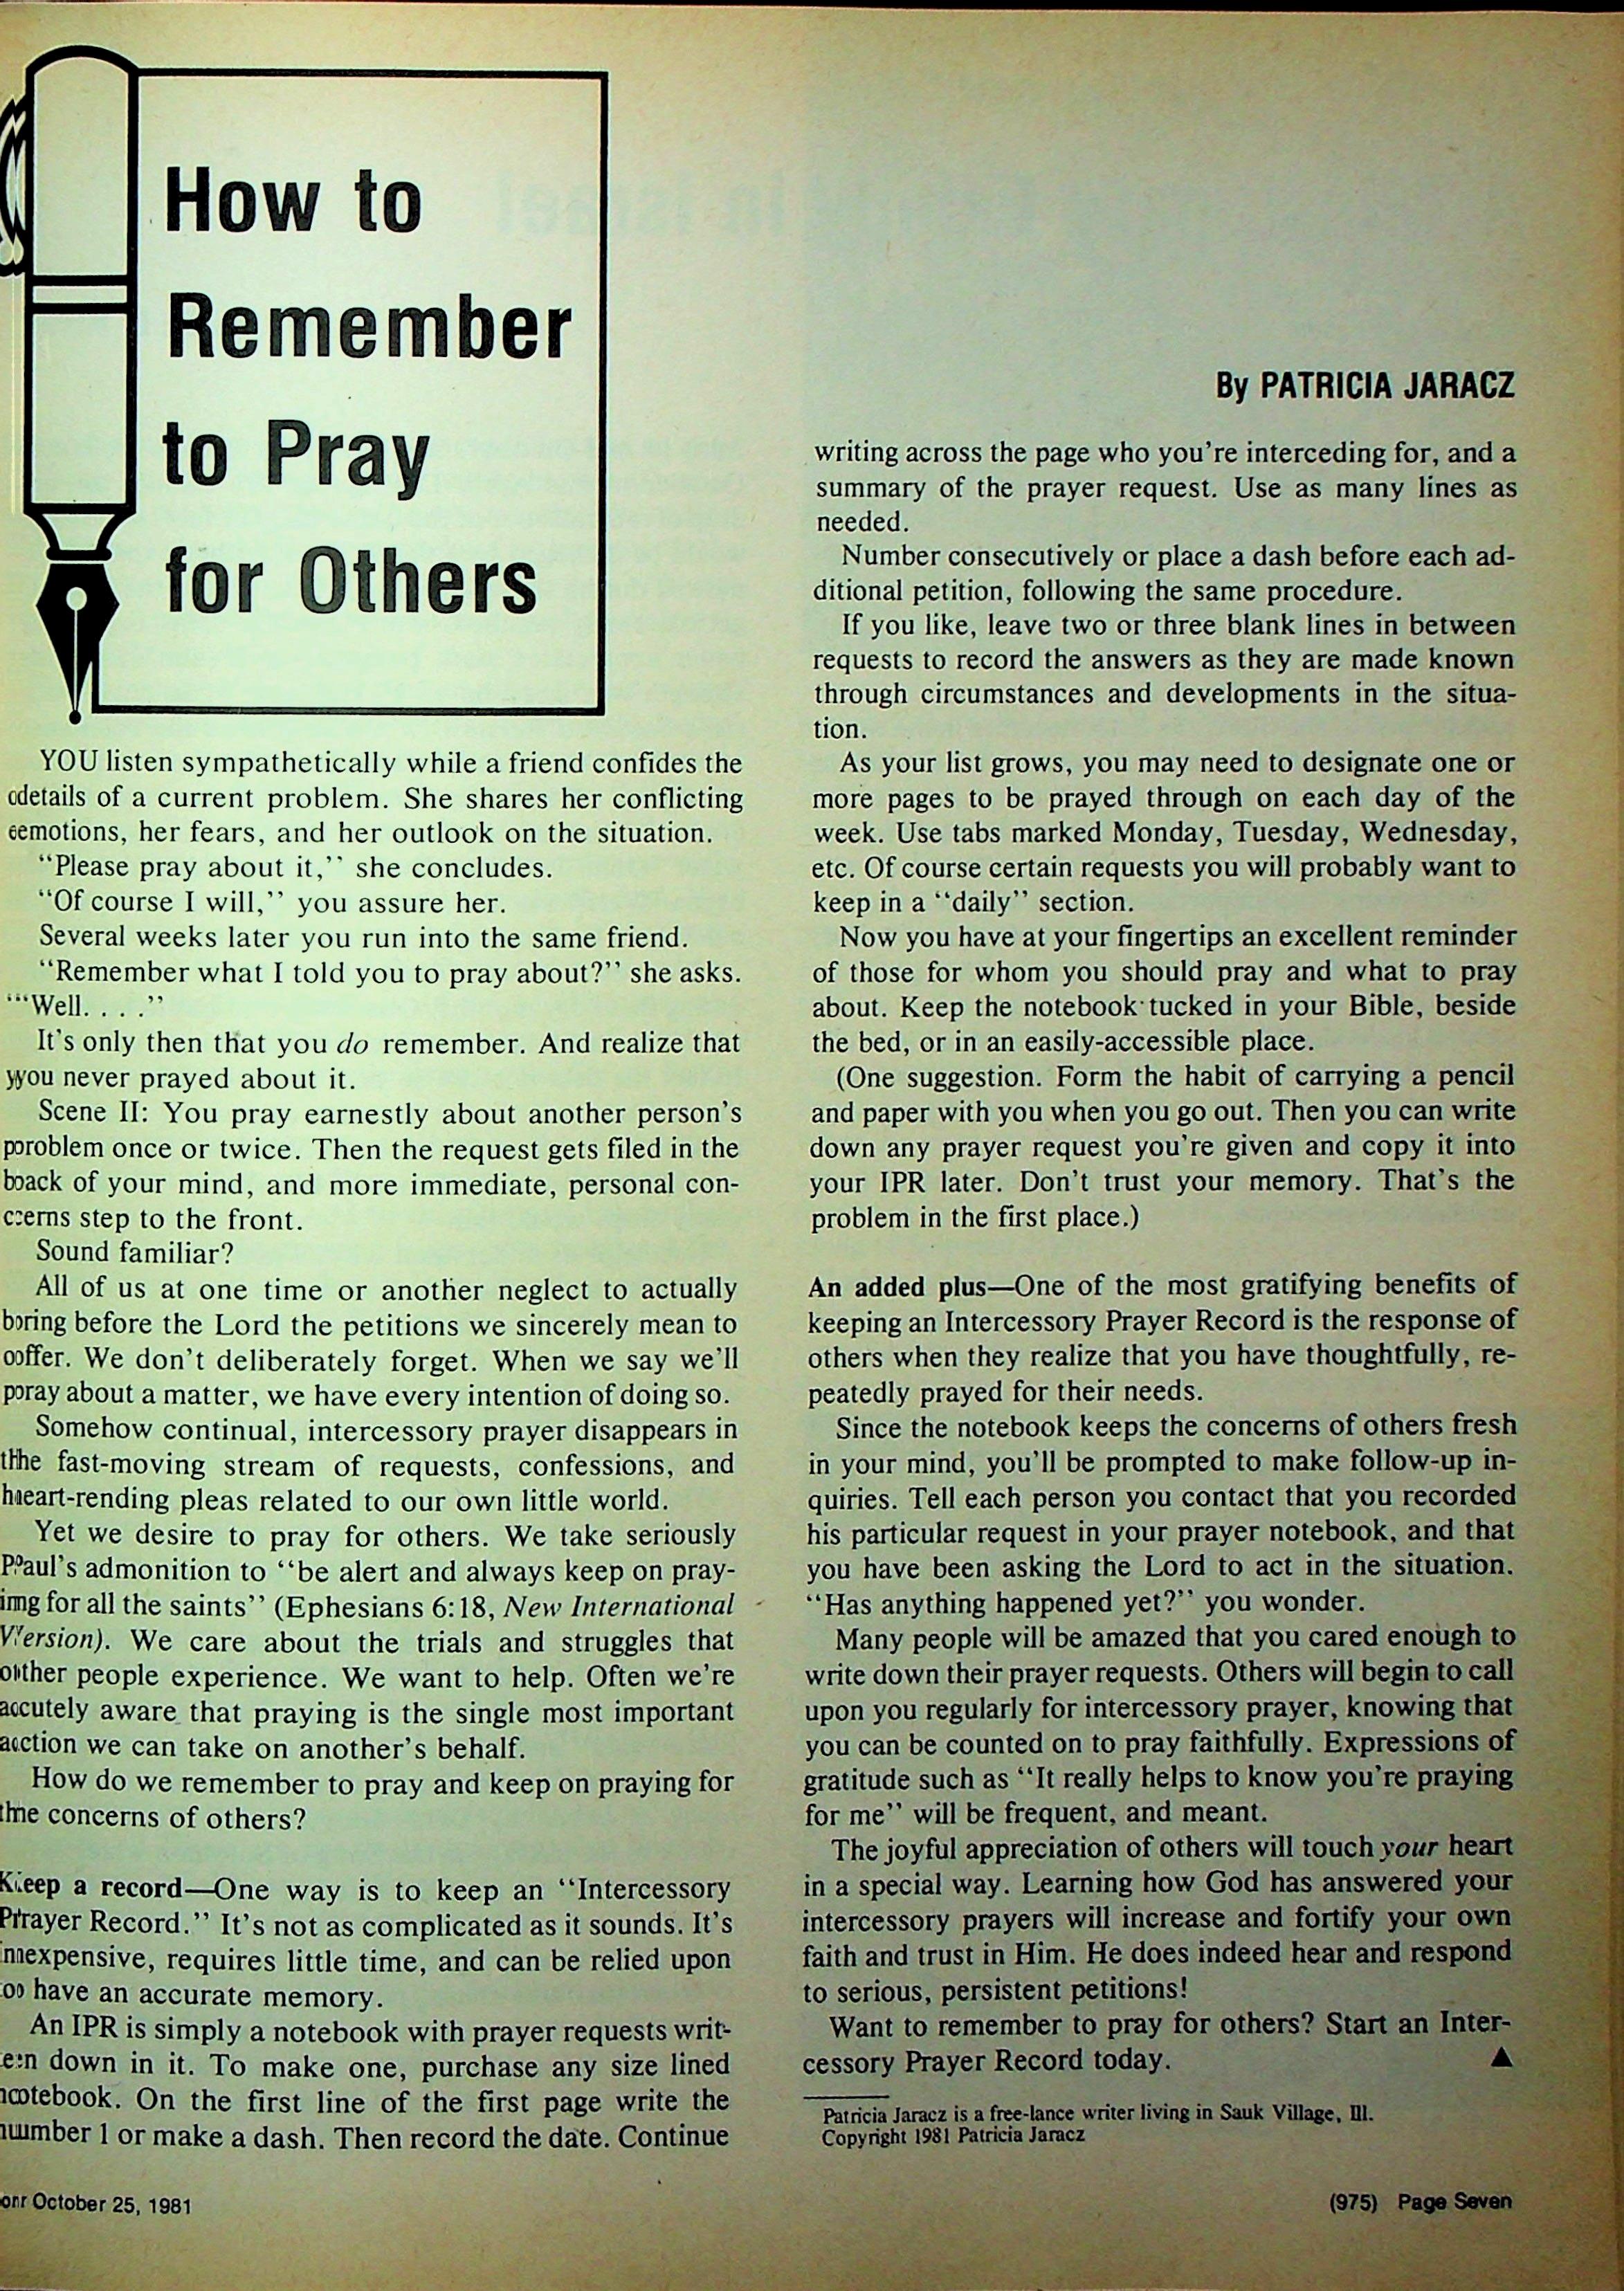 How to
Remember
to Pray
for Others
By PATRICIA JARACZ
YOU listen sympathetically while a friend confides the
details of a current problem. She shares her conflicting
emotions, her fears, and her outlook on the situation.
“Please pray about it,” she concludes.
“Of course I will,” you assure her.
Several weeks later you run into the same friend.
“Remember what I told you to pray about?” she asks.
“Well. . . .”
It's only then that you do remember. And realize that
you never prayed about it.
Scene II: You pray earnestly about another person's
problem once or twice. Then the request gets filed in the
back of your mind, and more immediate, personal con-
cerns step to the front.
Sound familiar?
All of us at one time or another neglect to actually
bring before the Lord the petitions we sincerely mean to
offer. We don't deliberately forget. When we say we'll
pray about a matter, we have every intention of doing so.
Somehow continual, intercessory prayer disappears in
the fast-moving stream of requests, confessions, and
heart-rending pleas related to our own little world.
Yet we desire to pray for others. We take seriously
Paul's admonition to “be alert and always keep on pray-
ing for all the saints” (Ephesians 6:18, New International
Version). We care about the trials and struggles that
other people experience. We want to help. Often we're
acutely aware that praying is the single most important
action we can take on another's behalf.
How do we remember to pray and keep on praying for
the concerns of others?
Keep a record—One way is to keep an “Intercessory
Prayer Record.” It's not as complicated as it sounds. It's
inexpensive, requires little time, and can be relied upon
to have an accurate memory.
An IPR is simply a notebook with prayer requests writ-
ten down in it. To make one, purchase any size lined
notebook. On the first line of the first page write the
number 1 or make a dash. Then record the date. Continue
writing across the page who you're interceding for, and a
summary of the prayer request. Use as many lines as
needed.
Number consecutively or place a dash before each ad-
ditional petition, following the same procedure.
If you like, leave two or three blank lines in between
requests to record the answers as they are made known
through circumstances and developments in the situa-
tion.
As your list grows, you may need to designate one or
more pages to be prayed through on each day of the
week. Use tabs marked Monday, Tuesday, Wednesday,
etc. Of course certain requests you will probably want to
keep in a “daily” section.
Now you have at your fingertips an excellent reminder
of those for whom you should pray and what to pray
about. Keep the notebook tucked in your Bible, beside
the bed, or in an easily-accessible place.
(One suggestion. Form the habit of carrying a pencil
and paper with you when you go out. Then you can write
down any prayer request you're given and copy it into
your IPR later. Don't trust your memory. That's the
problem in the first place.)
An added plus—One of the most gratifying benefits of
keeping an Intercessory Prayer Record is the response of
others when they realize that you have thoughtfully, re-
peatedly prayed for their needs.
Since the notebook keeps the concerns of others fresh
in your mind, you'll be prompted to make follow-up in-
quiries. Tell each person you contact that you recorded
his particular request in your prayer notebook, and that
you have been asking the Lord to act in the situation.
“Has anything happened yet?” you wonder.
Many people will be amazed that you cared enough to
write down their prayer requests. Others will begin to call
upon you regularly for intercessory prayer, knowing that
you can be counted on to pray faithfully. Expressions of
gratitude such as “It really helps to know you're praying
for me” will be frequent, and meant.
The joyful appreciation of others will touch your heart
in a special way. Learning how God has answered your
intercessory prayers will increase and fortify your own
faith and trust in Him. He does indeed hear and respond
to serious, persistent petitions!
Want to remember to pray for others? Start an Inter-
cessory Prayer Record today. ▲
Patricia Jaracz is a free-lance writer living in Sauk Village, Ill.
Copyright 1981 Patricia Jaracz
October 25, 1981
(975) Page Seven